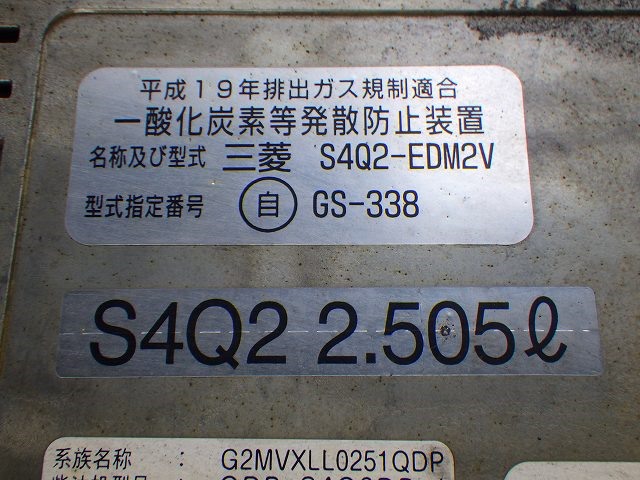 平成19年排出ガス規制適合
一酸化炭素等発散防止装置
名称及び型式 三菱 S4Q2-EDM2V
型式指定番号 自 GS-338
S4Q2 2.505ℓ
系族名称 : G2MVXLL0251QDP